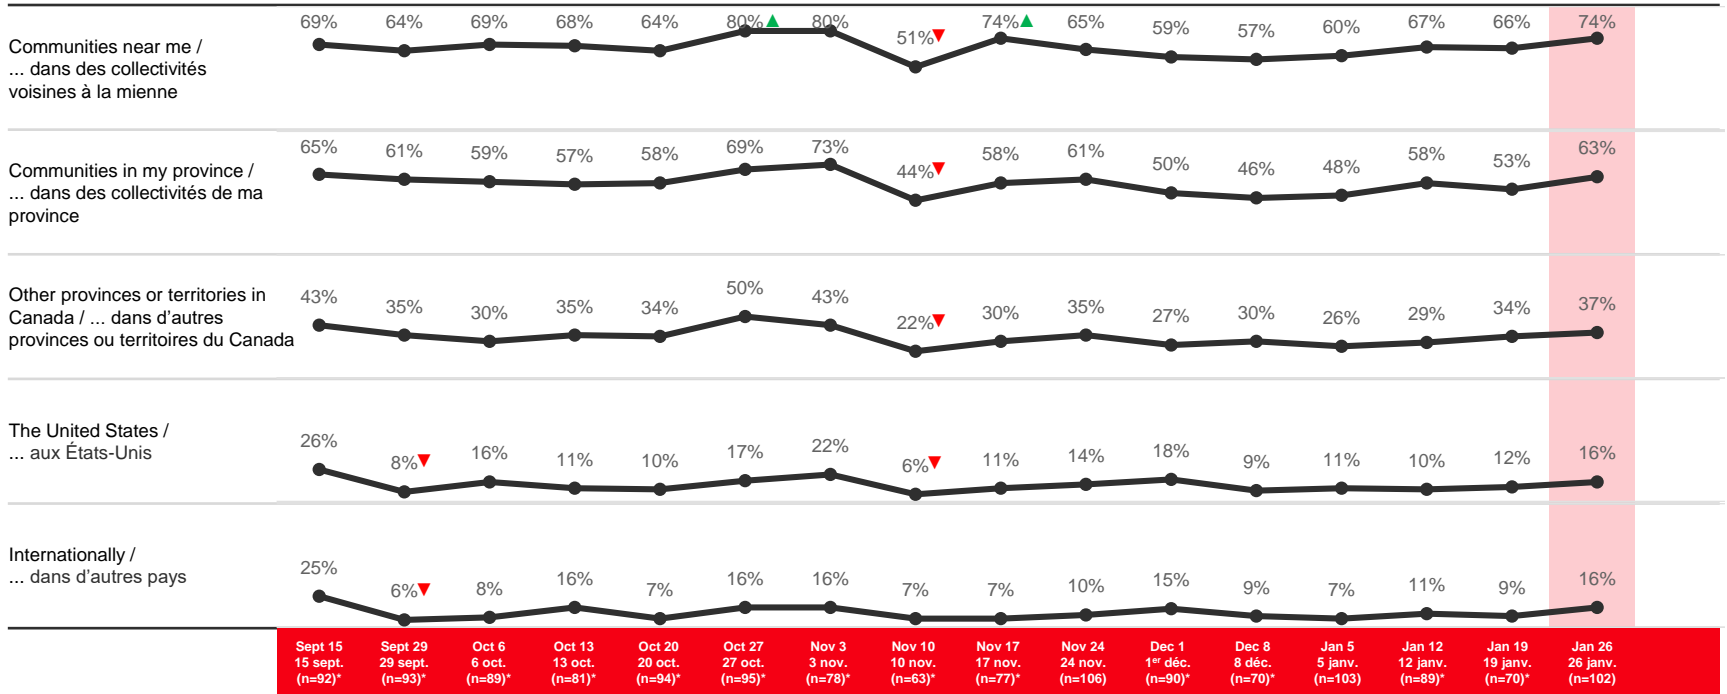 Communities near me /
... dans des collectivités
voisines à la mienne
69% 64% 69% 68% 64% 80%▲ 80% 51%▼ 74%▲ 65% 59% 57% 60% 67% 66% 74%
Communities in my province /
... dans des collectivités de ma
province
65% 61% 59% 57% 58% 69% 73% 44%▼ 58% 61% 50% 46% 48% 58% 53% 63%
Other provinces or territories in
Canada / ... dans d’autres
provinces ou territoires du Canada
43% 35% 30% 35% 34% 50% 43% 22%▼ 30% 35% 27% 30% 26% 29% 34% 37%
The United States /
... aux États-Unis
26% 8%▼ 16% 11% 10% 17% 22% 6%▼ 11% 14% 18% 9% 11% 10% 12% 16%
Internationally /
... dans d’autres pays
25% 6%▼ 8% 16% 7% 16% 16% 7% 7% 10% 15% 9% 7% 11% 9% 16%
Sept 15 Sept 29 Oct 6 Oct 13 Oct 20 Oct 27 Nov 3 Nov 10 Nov 17 Nov 24 Dec 1 Dec 8 Jan 5 Jan 12 Jan 19 Jan 26
15 sept. 29 sept. 6 oct. 13 oct. 20 oct. 27 oct. 3 nov. 10 nov. 17 nov. 24 nov. 1er déc. 8 déc. 5 janv. 12 janv. 19 janv. 26 janv.
(n=92)* (n=93)* (n=89)* (n=81)* (n=94)* (n=95)* (n=78)* (n=63)* (n=77)* (n=106) (n=90)* (n=70)* (n=103) (n=89)* (n=70)* (n=102)